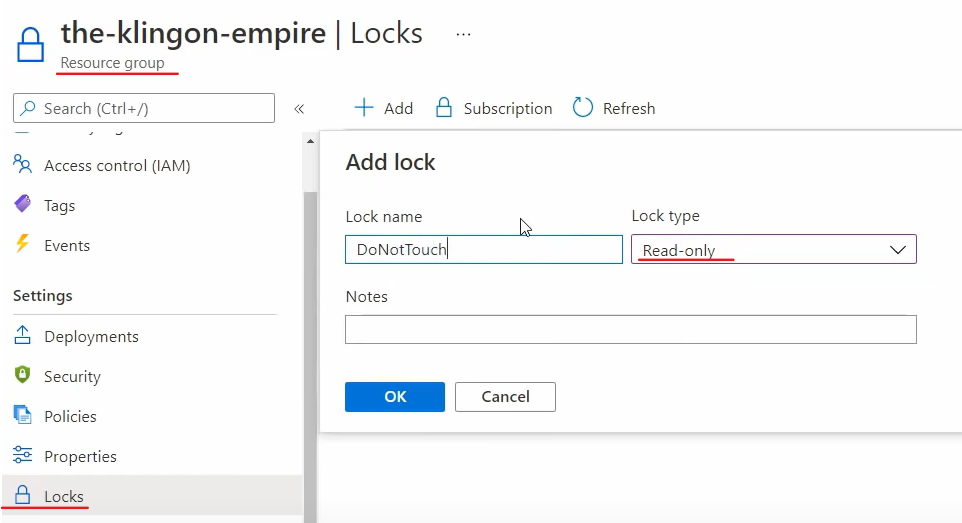 the-klingon-empire | Locks ...
Resource group
Search (Ctrl+/) «
Add Subscription Refresh
Access control (IAM)
Tags
Events
Settings
Deployments
Security
Policies
Properties
Locks
Add lock
Lock name
Lock type
DoNotTouch
Read-only
Notes
OK Cancel